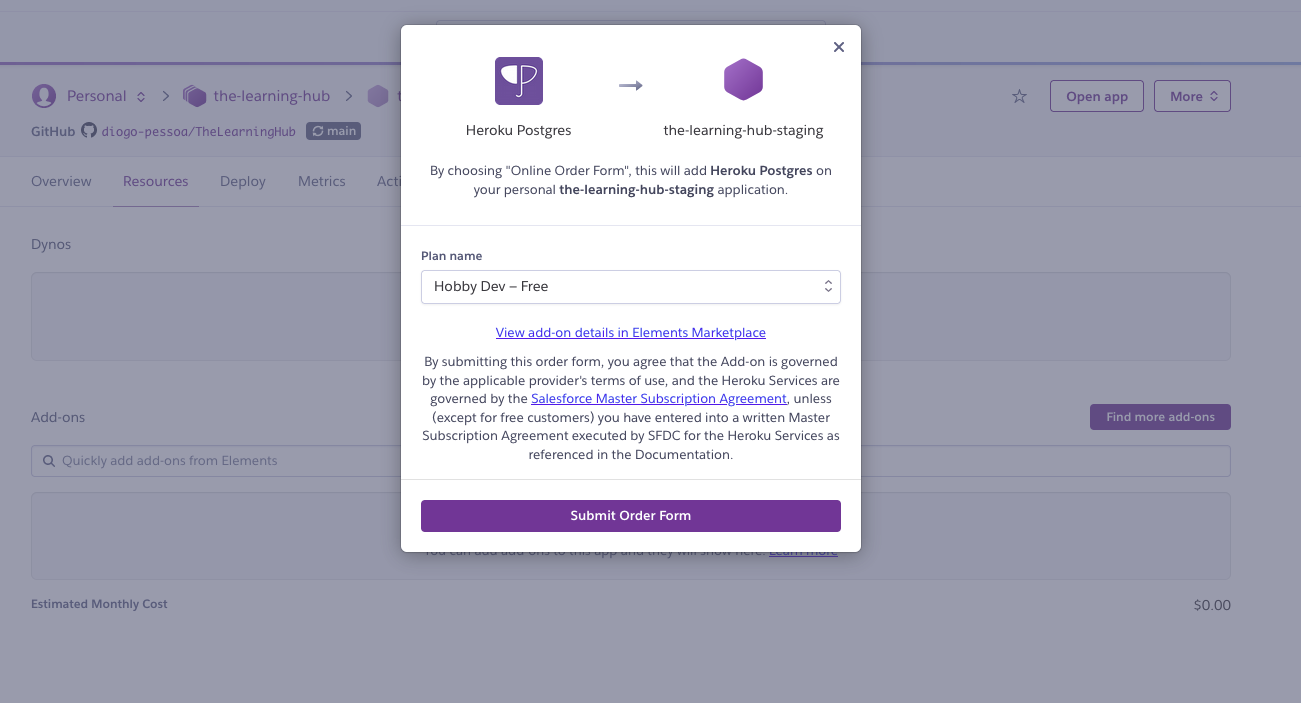 Personal
the-learning-hub
GitHub diogo-pessoa/TheLearningHub main
Open app
More
Overview
Resources
Deploy
Metrics
Acti
Dynos
Add-ons
Find more add-ons
Quickly add add-ons from Elements
You can add add-ons to this app and they will show here. Learn more
Estimated Monthly Cost
$0.00
Heroku Postgres
the-learning-hub-staging
By choosing "Online Order Form", this will add Heroku Postgres on
your personal the-learning-hub-staging application.
Plan name
Hobby Dev – Free
View add-on details in Elements Marketplace
By submitting this order form, you agree that the Add-on is governed
by the applicable provider's terms of use, and the Heroku Services are
governed by the Salesforce Master Subscription Agreement, unless
(except for free customers) you have entered into a written Master
Subscription Agreement executed by SFDC for the Heroku Services as
referenced in the Documentation.
Submit Order Form